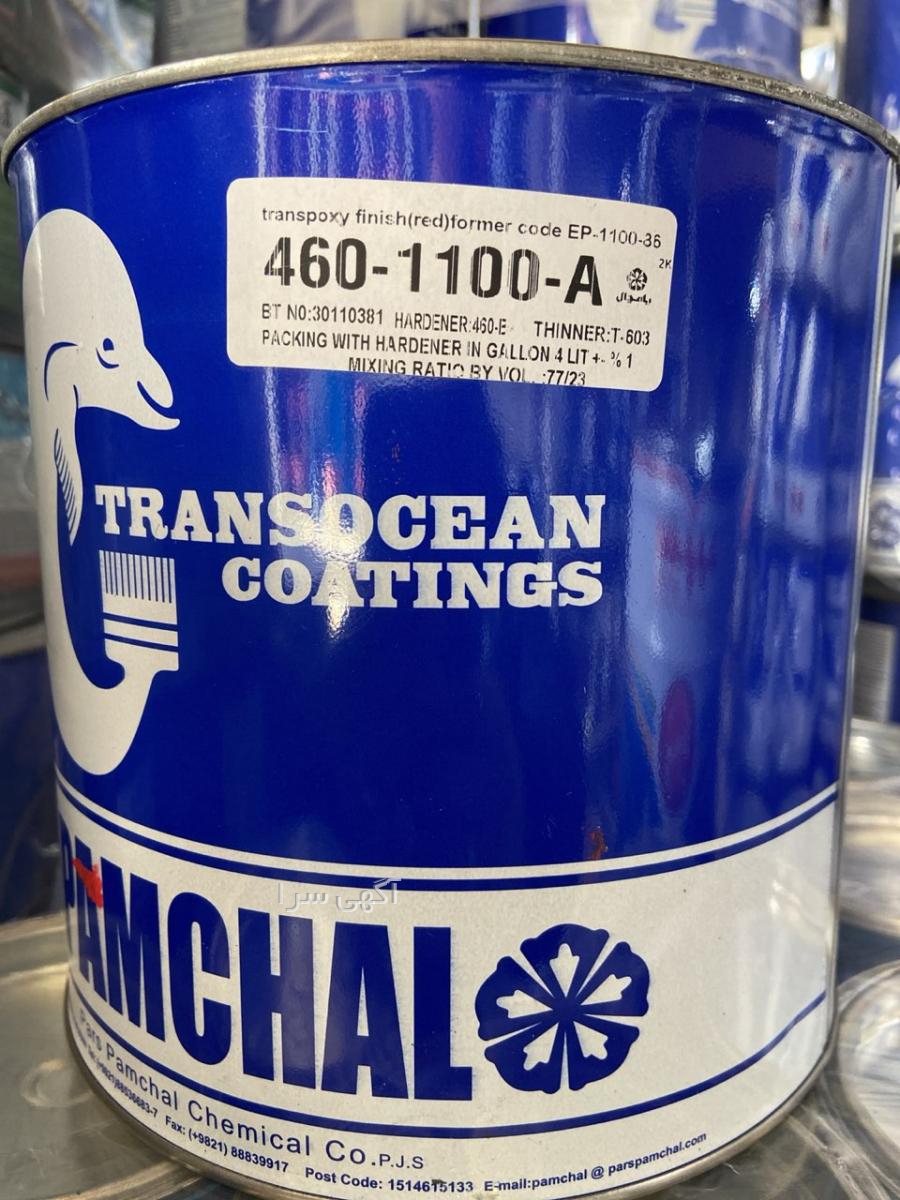 transpoxy finish(red)former code EP-1100-36
460-1100-A
2K
BT NO:30110381 HARDENER:460-B THINNER:T-603
PACKING WITH HARDENER IN GALLON 4 LIT +- % 1
MIXING RATIO BY VOL. :77/23
TRANSOCEAN
COATINGS
آگهی سرا
PAMCHAL
Pars Pamchal Chemical Co.P.J.S
Fax: (+9821) 88839917 Post Code: 1514615133 E-mail:pamchal @ parspamchal.com